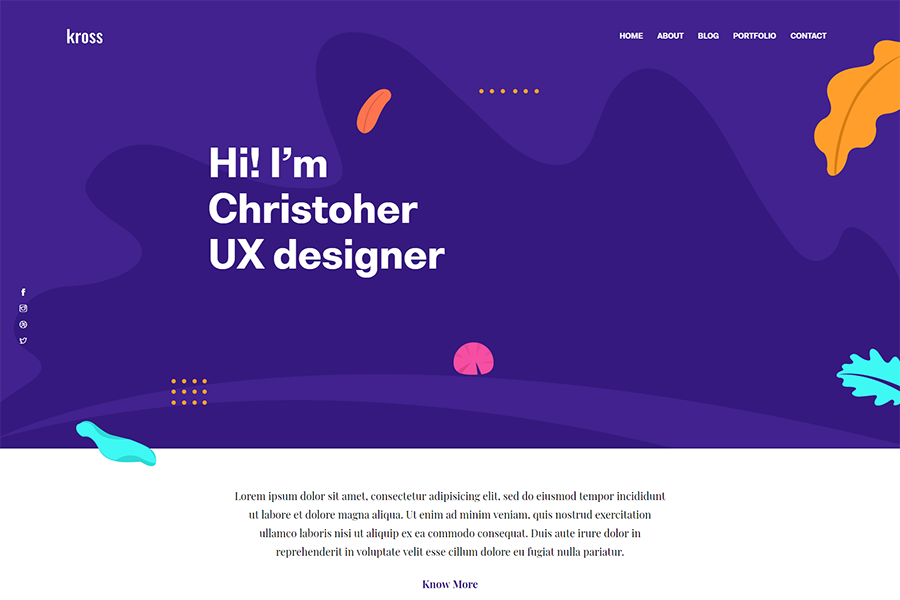 kross
HOME ABOUT BLOG PORTFOLIO CONTACT
Hi! I’m
Christoher
UX designer
Lorem ipsum dolor sit amet, consectetur adipisicing elit, sed do eiusmod tempor incididunt
ut labore et dolore magna aliqua. Ut enim ad minim veniam, quis nostrud exercitation
ullamco laboris nisi ut aliquip ex ea commodo consequat. Duis aute irure dolor in
reprehenderit in voluptate velit esse cillum dolore eu fugiat nulla pariatur.
Know More